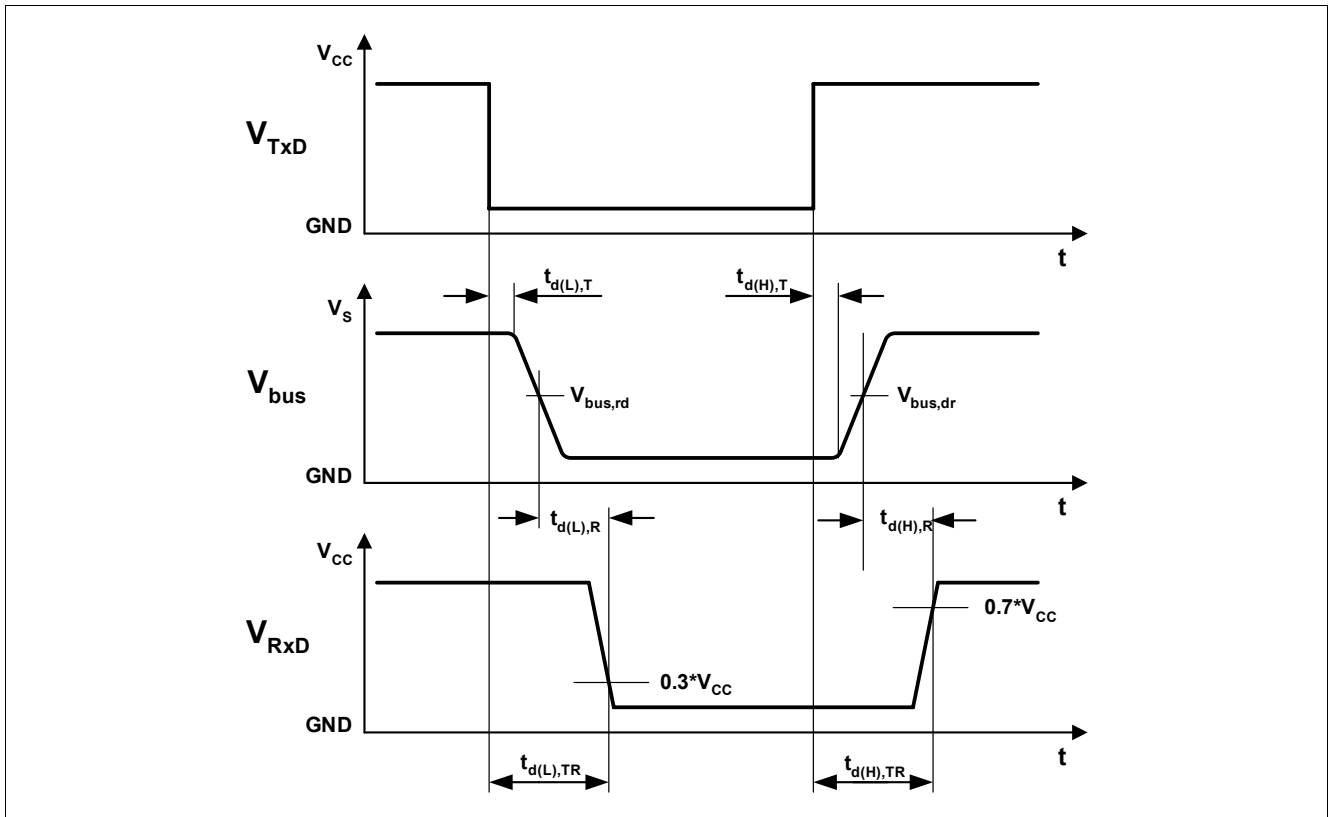 V_CC
V_TxD
GND
t
t_d(L),T
t_d(H),T
V_S
V_bus
V_bus,rd
V_bus,dr
GND
t
t_d(L),R
t_d(H),R
V_CC
0.7*V_CC
V_RxD
0.3*V_CC
GND
t
t_d(L),TR
t_d(H),TR